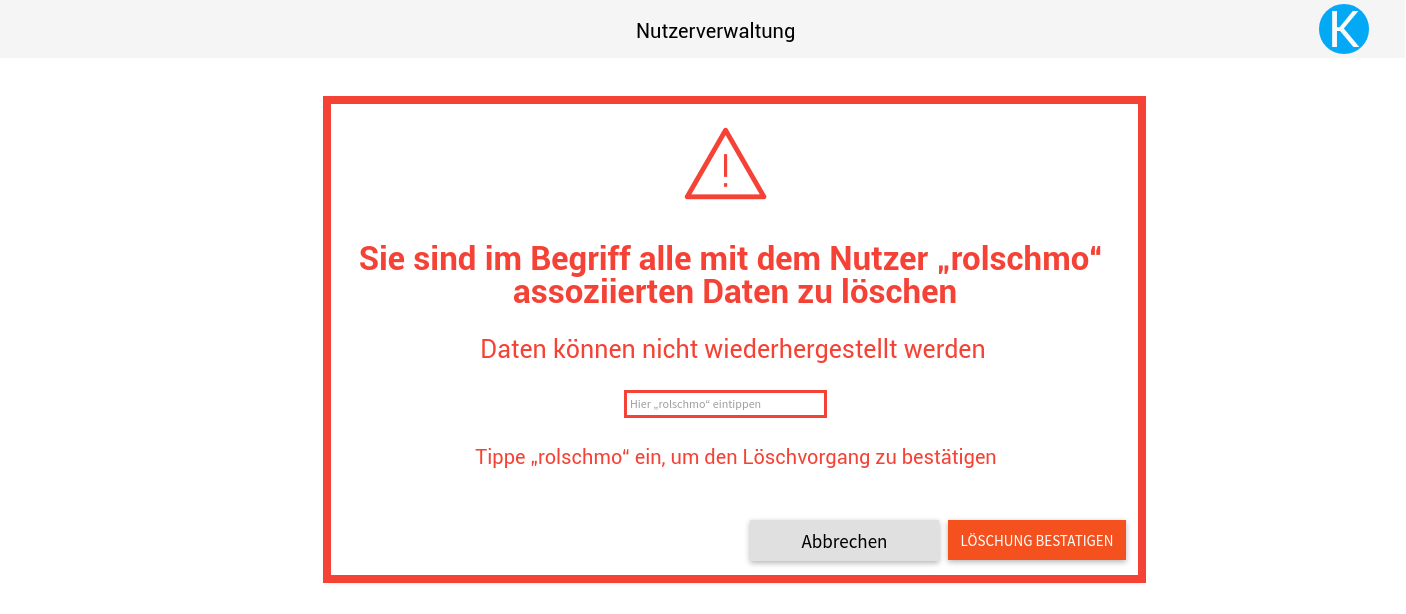 Nutzerverwaltung
K
Sie sind im Begriff alle mit dem Nutzer „rolschmo“
assoziierten Daten zu löschen
Daten können nicht wiederhergestellt werden
Hier „rolschmo“ eintippen
Tippe „rolschmo“ ein, um den Löschvorgang zu bestätigen
Abbrechen
LÖSCHUNG BESTATIGEN